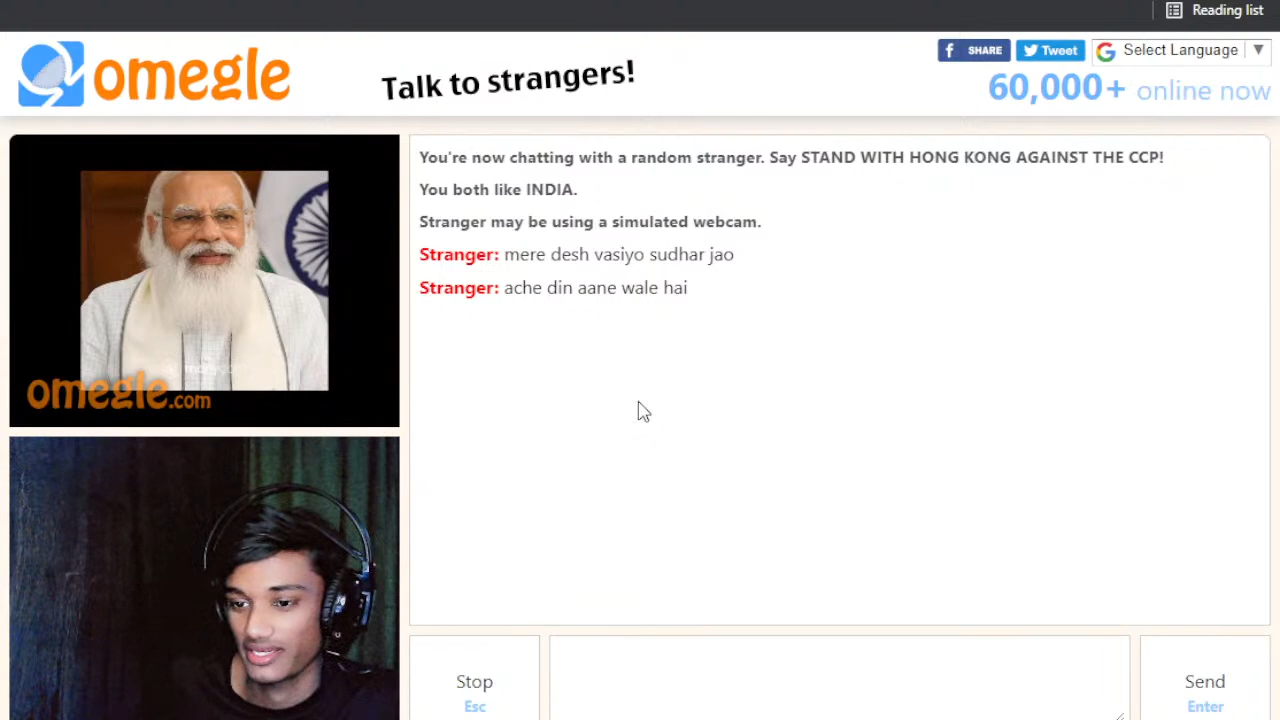 Reading list
omegle
Talk to strangers!
SHARE
Tweet
Select Language
60,000+ online now
You're now chatting with a random stranger. Say STAND WITH HONG KONG AGAINST THE CCP!
You both like INDIA.
Stranger may be using a simulated webcam.
Stranger: mere desh vasiyo sudhar jao
Stranger: ache din aane wale hai
omegle.com
Stop
Esc
Send
Enter